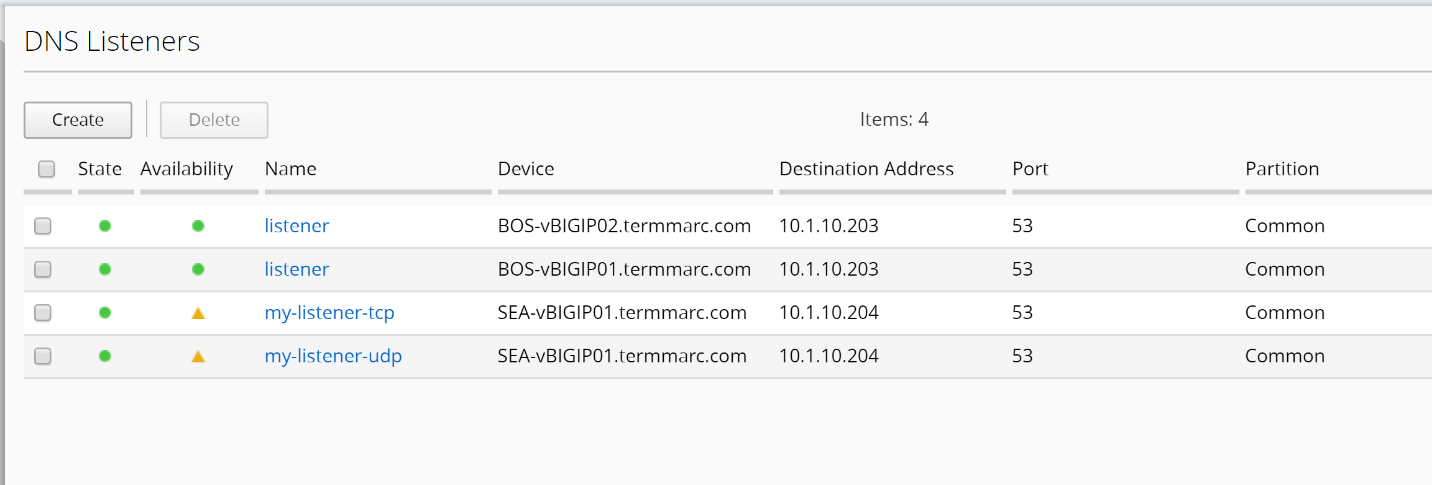 DNS Listeners
Create Delete Items: 4
State Availability Name Device Destination Address Port Partition
listener BOS-vBIGIP02.termmarc.com 10.1.10.203 53 Common
listener BOS-vBIGIP01.termmarc.com 10.1.10.203 53 Common
my-listener-tcp SEA-vBIGIP01.termmarc.com 10.1.10.204 53 Common
my-listener-udp SEA-vBIGIP01.termmarc.com 10.1.10.204 53 Common